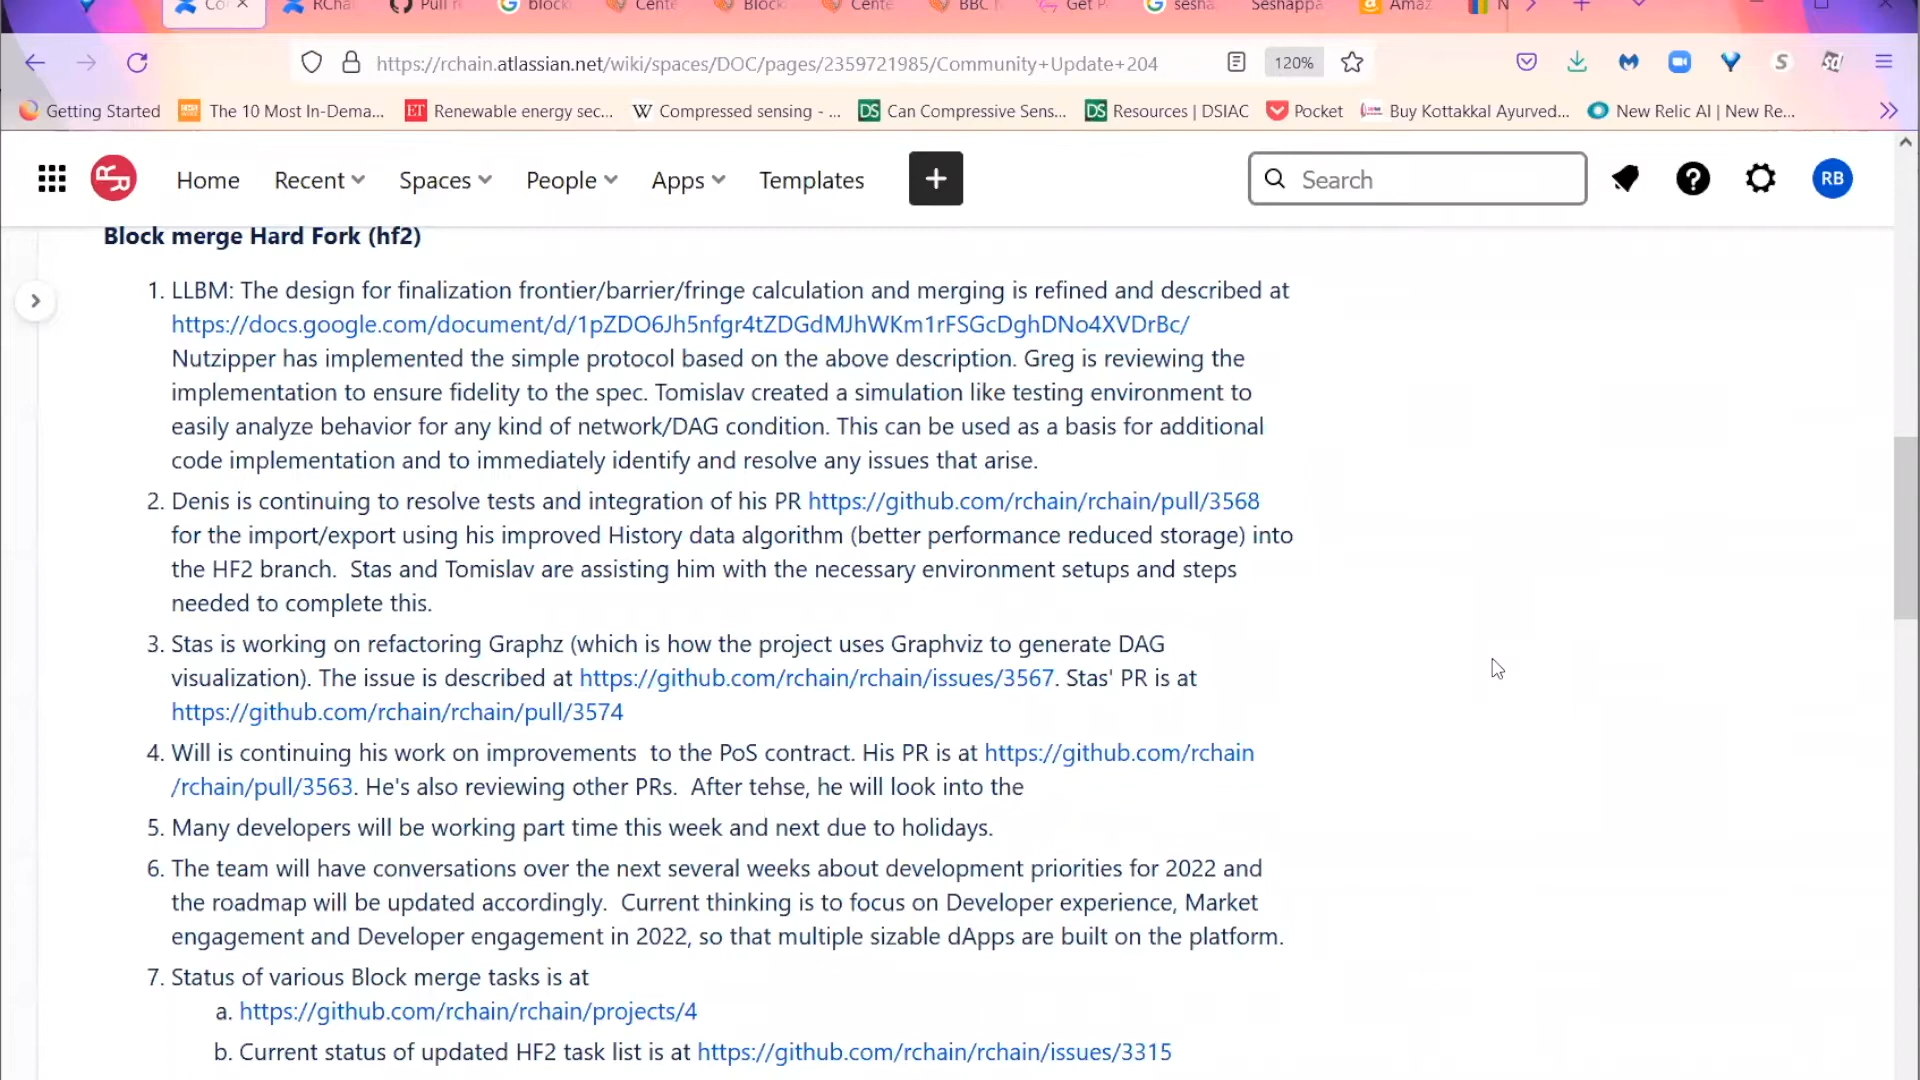 Co
RCha
Pull r
block
Cente
Block
Cente
BBC
Get P
sesha
Seshappa
Amaz
N
https://rchain.atlassian.net/wiki/spaces/DOC/pages/2359721985/Community+Update+204
120%
Getting Started
The 10 Most In-Dema...
Renewable energy sec...
Compressed sensing - ...
Can Compressive Sens...
Resources | DSIAC
Pocket
Buy Kottakkal Ayurved...
New Relic AI | New Re...
Home
Recent
Spaces
People
Apps
Templates
Search
RB
Block merge Hard Fork (hf2)
1. LLBM: The design for finalization frontier/barrier/fringe calculation and merging is refined and described at
https://docs.google.com/document/d/1pZDO6Jh5nfgr4tZDGdMJhWKm1rFSGcDghDNo4XVDrBc/
Nutzipper has implemented the simple protocol based on the above description. Greg is reviewing the
implementation to ensure fidelity to the spec. Tomislav created a simulation like testing environment to
easily analyze behavior for any kind of network/DAG condition. This can be used as a basis for additional
code implementation and to immediately identify and resolve any issues that arise.
2. Denis is continuing to resolve tests and integration of his PR https://github.com/rchain/rchain/pull/3568
for the import/export using his improved History data algorithm (better performance reduced storage) into
the HF2 branch.  Stas and Tomislav are assisting him with the necessary environment setups and steps
needed to complete this.
3. Stas is working on refactoring Graphz (which is how the project uses Graphviz to generate DAG
visualization). The issue is described at https://github.com/rchain/rchain/issues/3567. Stas' PR is at
https://github.com/rchain/rchain/pull/3574
4. Will is continuing his work on improvements  to the PoS contract. His PR is at https://github.com/rchain
/rchain/pull/3563. He's also reviewing other PRs.  After tehse, he will look into the
5. Many developers will be working part time this week and next due to holidays.
6. The team will have conversations over the next several weeks about development priorities for 2022 and
the roadmap will be updated accordingly.  Current thinking is to focus on Developer experience, Market
engagement and Developer engagement in 2022, so that multiple sizable dApps are built on the platform.
7. Status of various Block merge tasks is at
a. https://github.com/rchain/rchain/projects/4
b. Current status of updated HF2 task list is at https://github.com/rchain/rchain/issues/3315